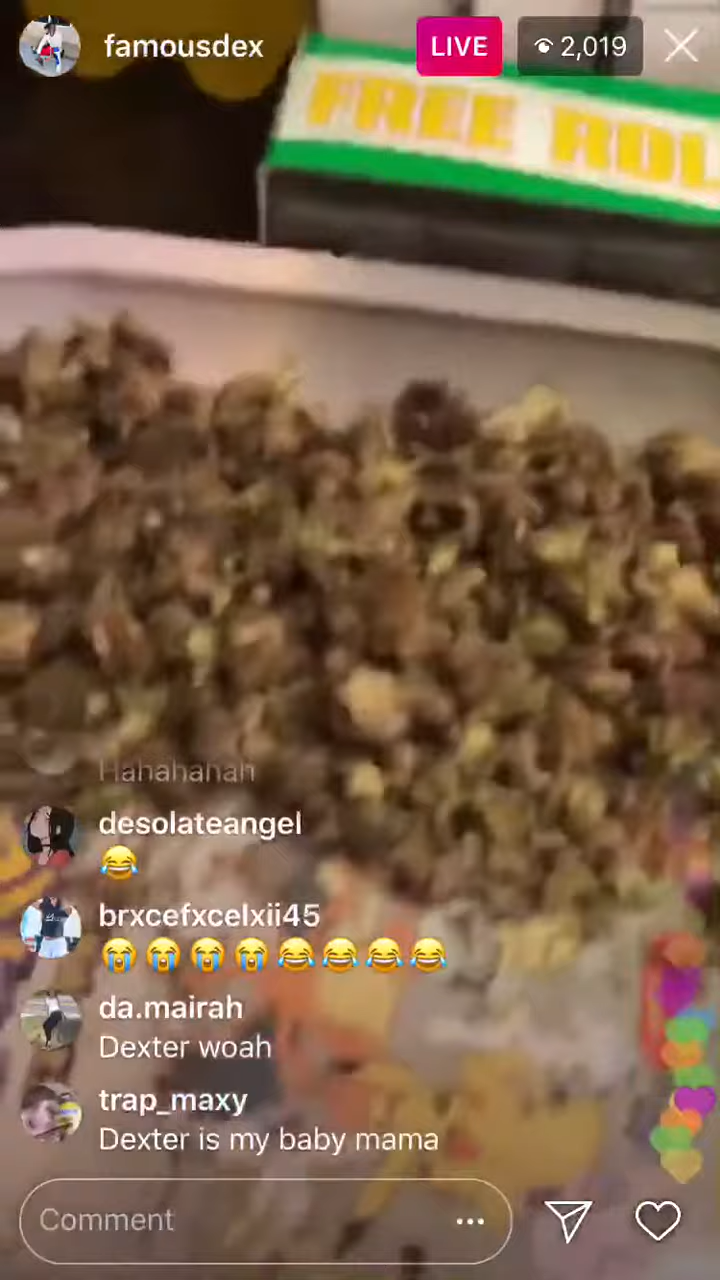 famousdex
LIVE
2,019
FREE ROL
Hahahahah
desolateangel
😂
brxcefxcelxii45
😭😭😭😭😂😂😂😂
da.mairah
Dexter woah
trap_maxy
Dexter is my baby mama
Comment